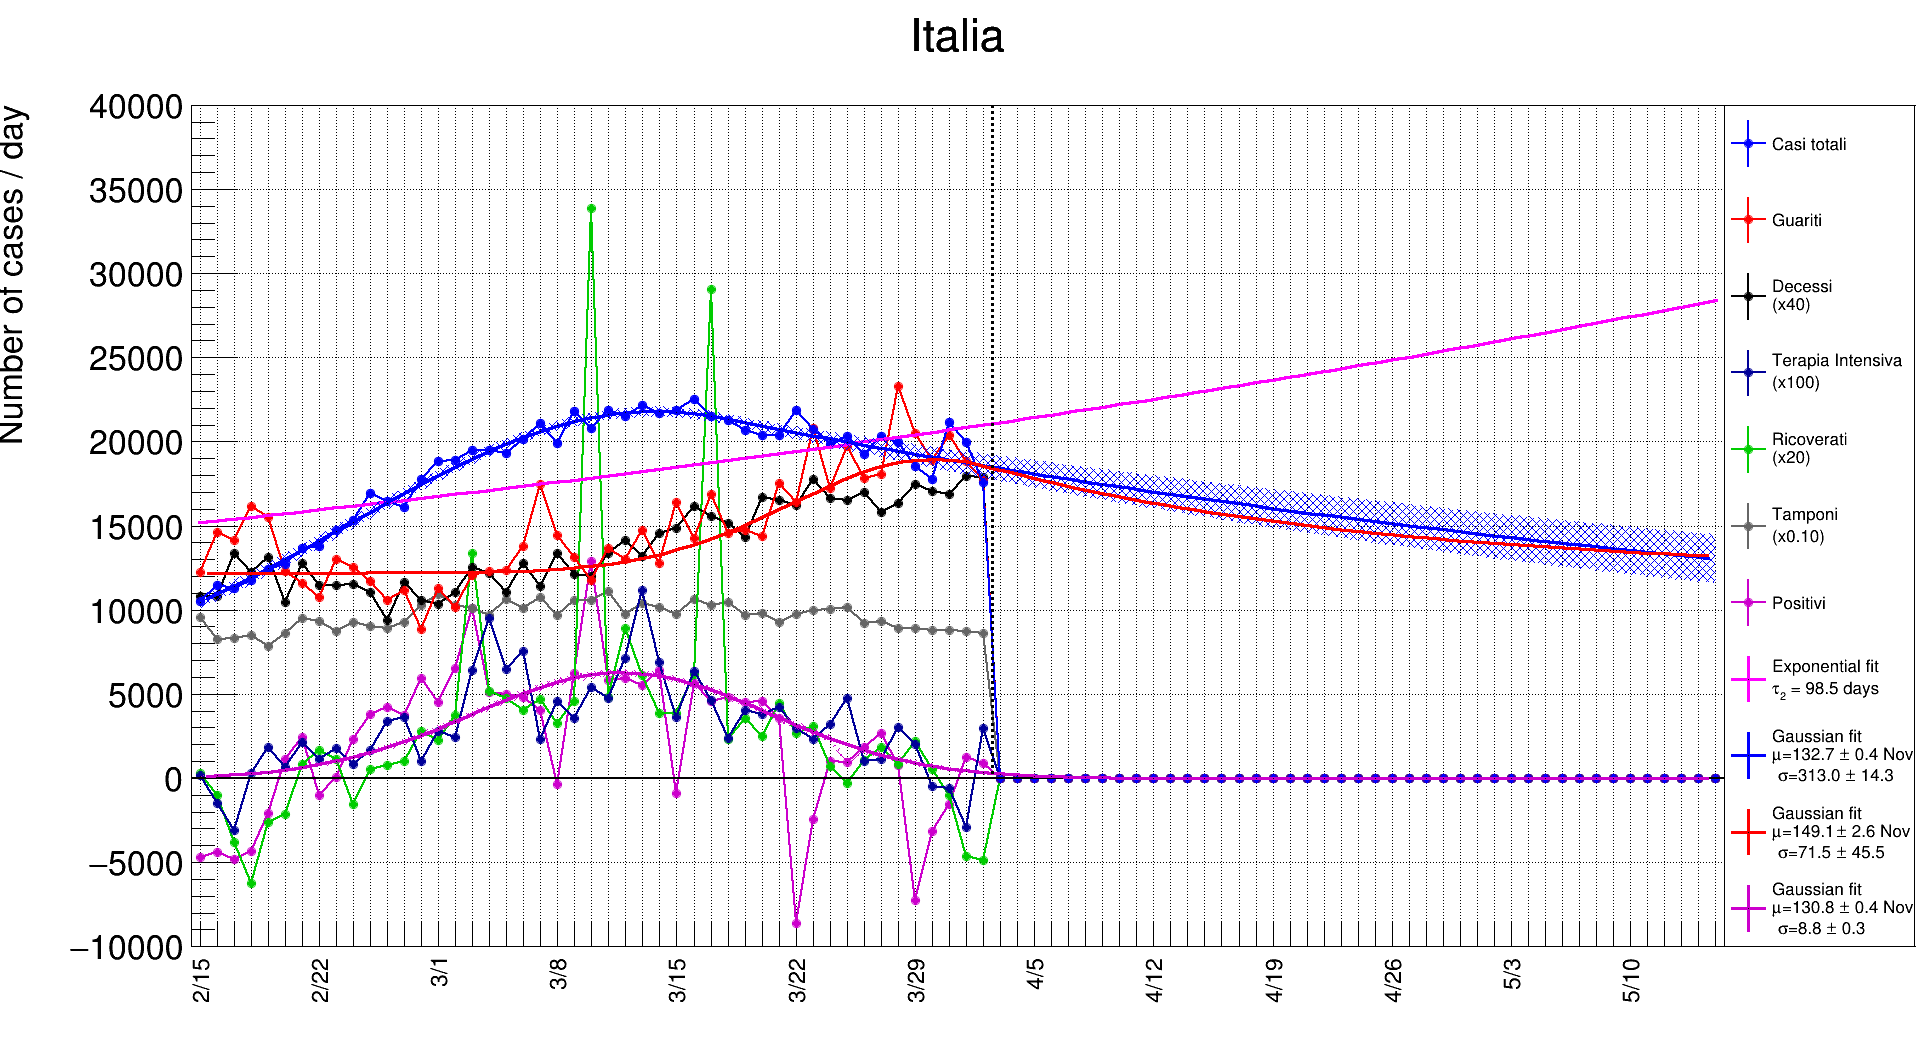 Italia
Number of cases / day
40000
35000
30000
25000
20000
15000
10000
5000
0
−5000
−10000
2/15
2/22
3/1
3/8
3/15
3/22
3/29
4/5
4/12
4/19
4/26
5/3
5/10
Casi totali
Guariti
Decessi
(x40)
Terapia Intensiva
(x100)
Ricoverati
(x20)
Tamponi
(x0.10)
Positivi
Exponential fit
τ2 = 98.5 days
Gaussian fit
μ=132.7 ± 0.4 Nov
σ=313.0 ± 14.3
Gaussian fit
μ=149.1 ± 2.6 Nov
σ=71.5 ± 45.5
Gaussian fit
μ=130.8 ± 0.4 Nov
σ=8.8 ± 0.3